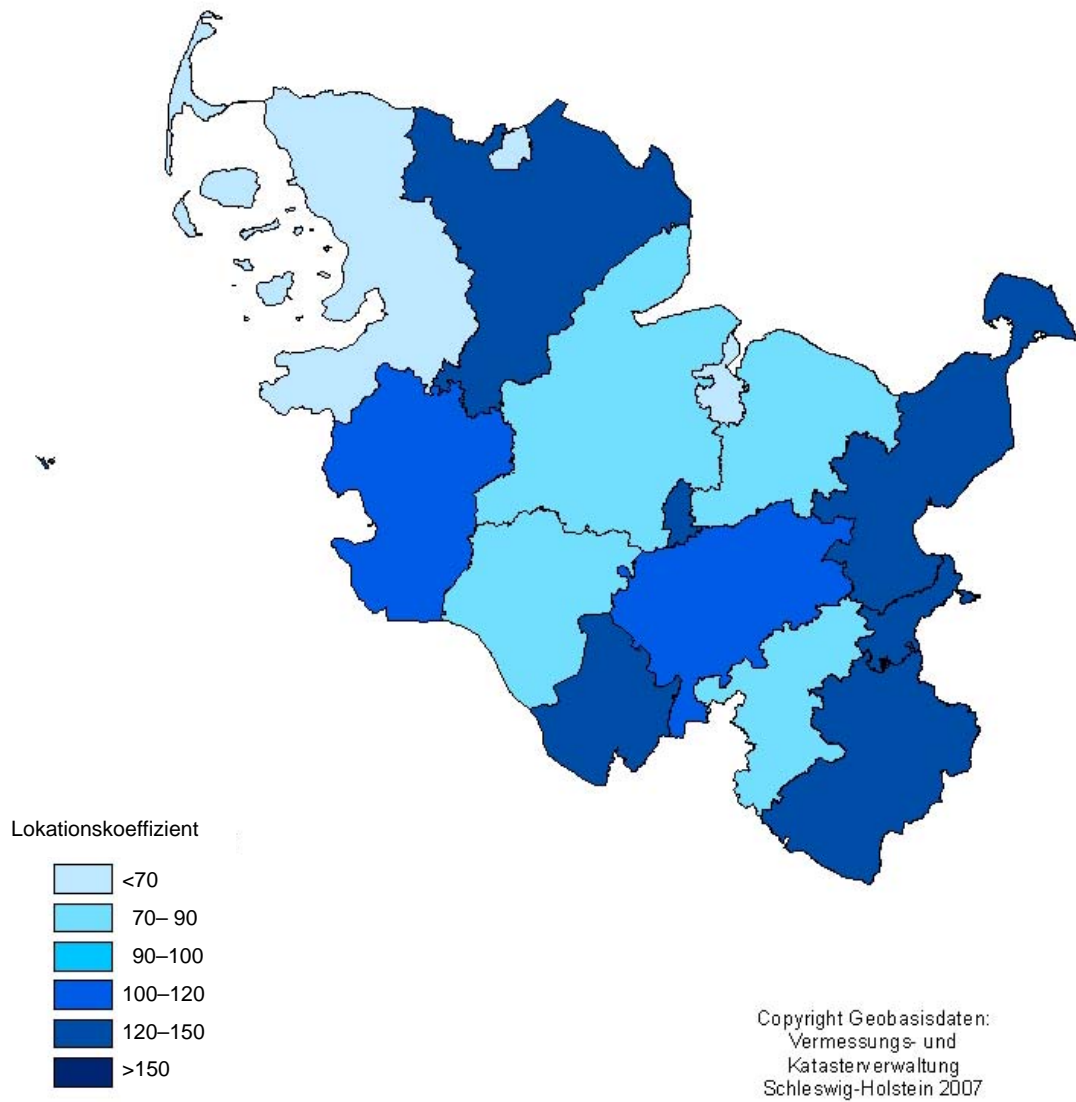 Lokationskoeffizient
<70
70– 90
90–100
100–120
120–150
>150
Copyright Geobasisdaten:
Vermessungs- und
Katasterverwaltung
Schleswig-Holstein 2007